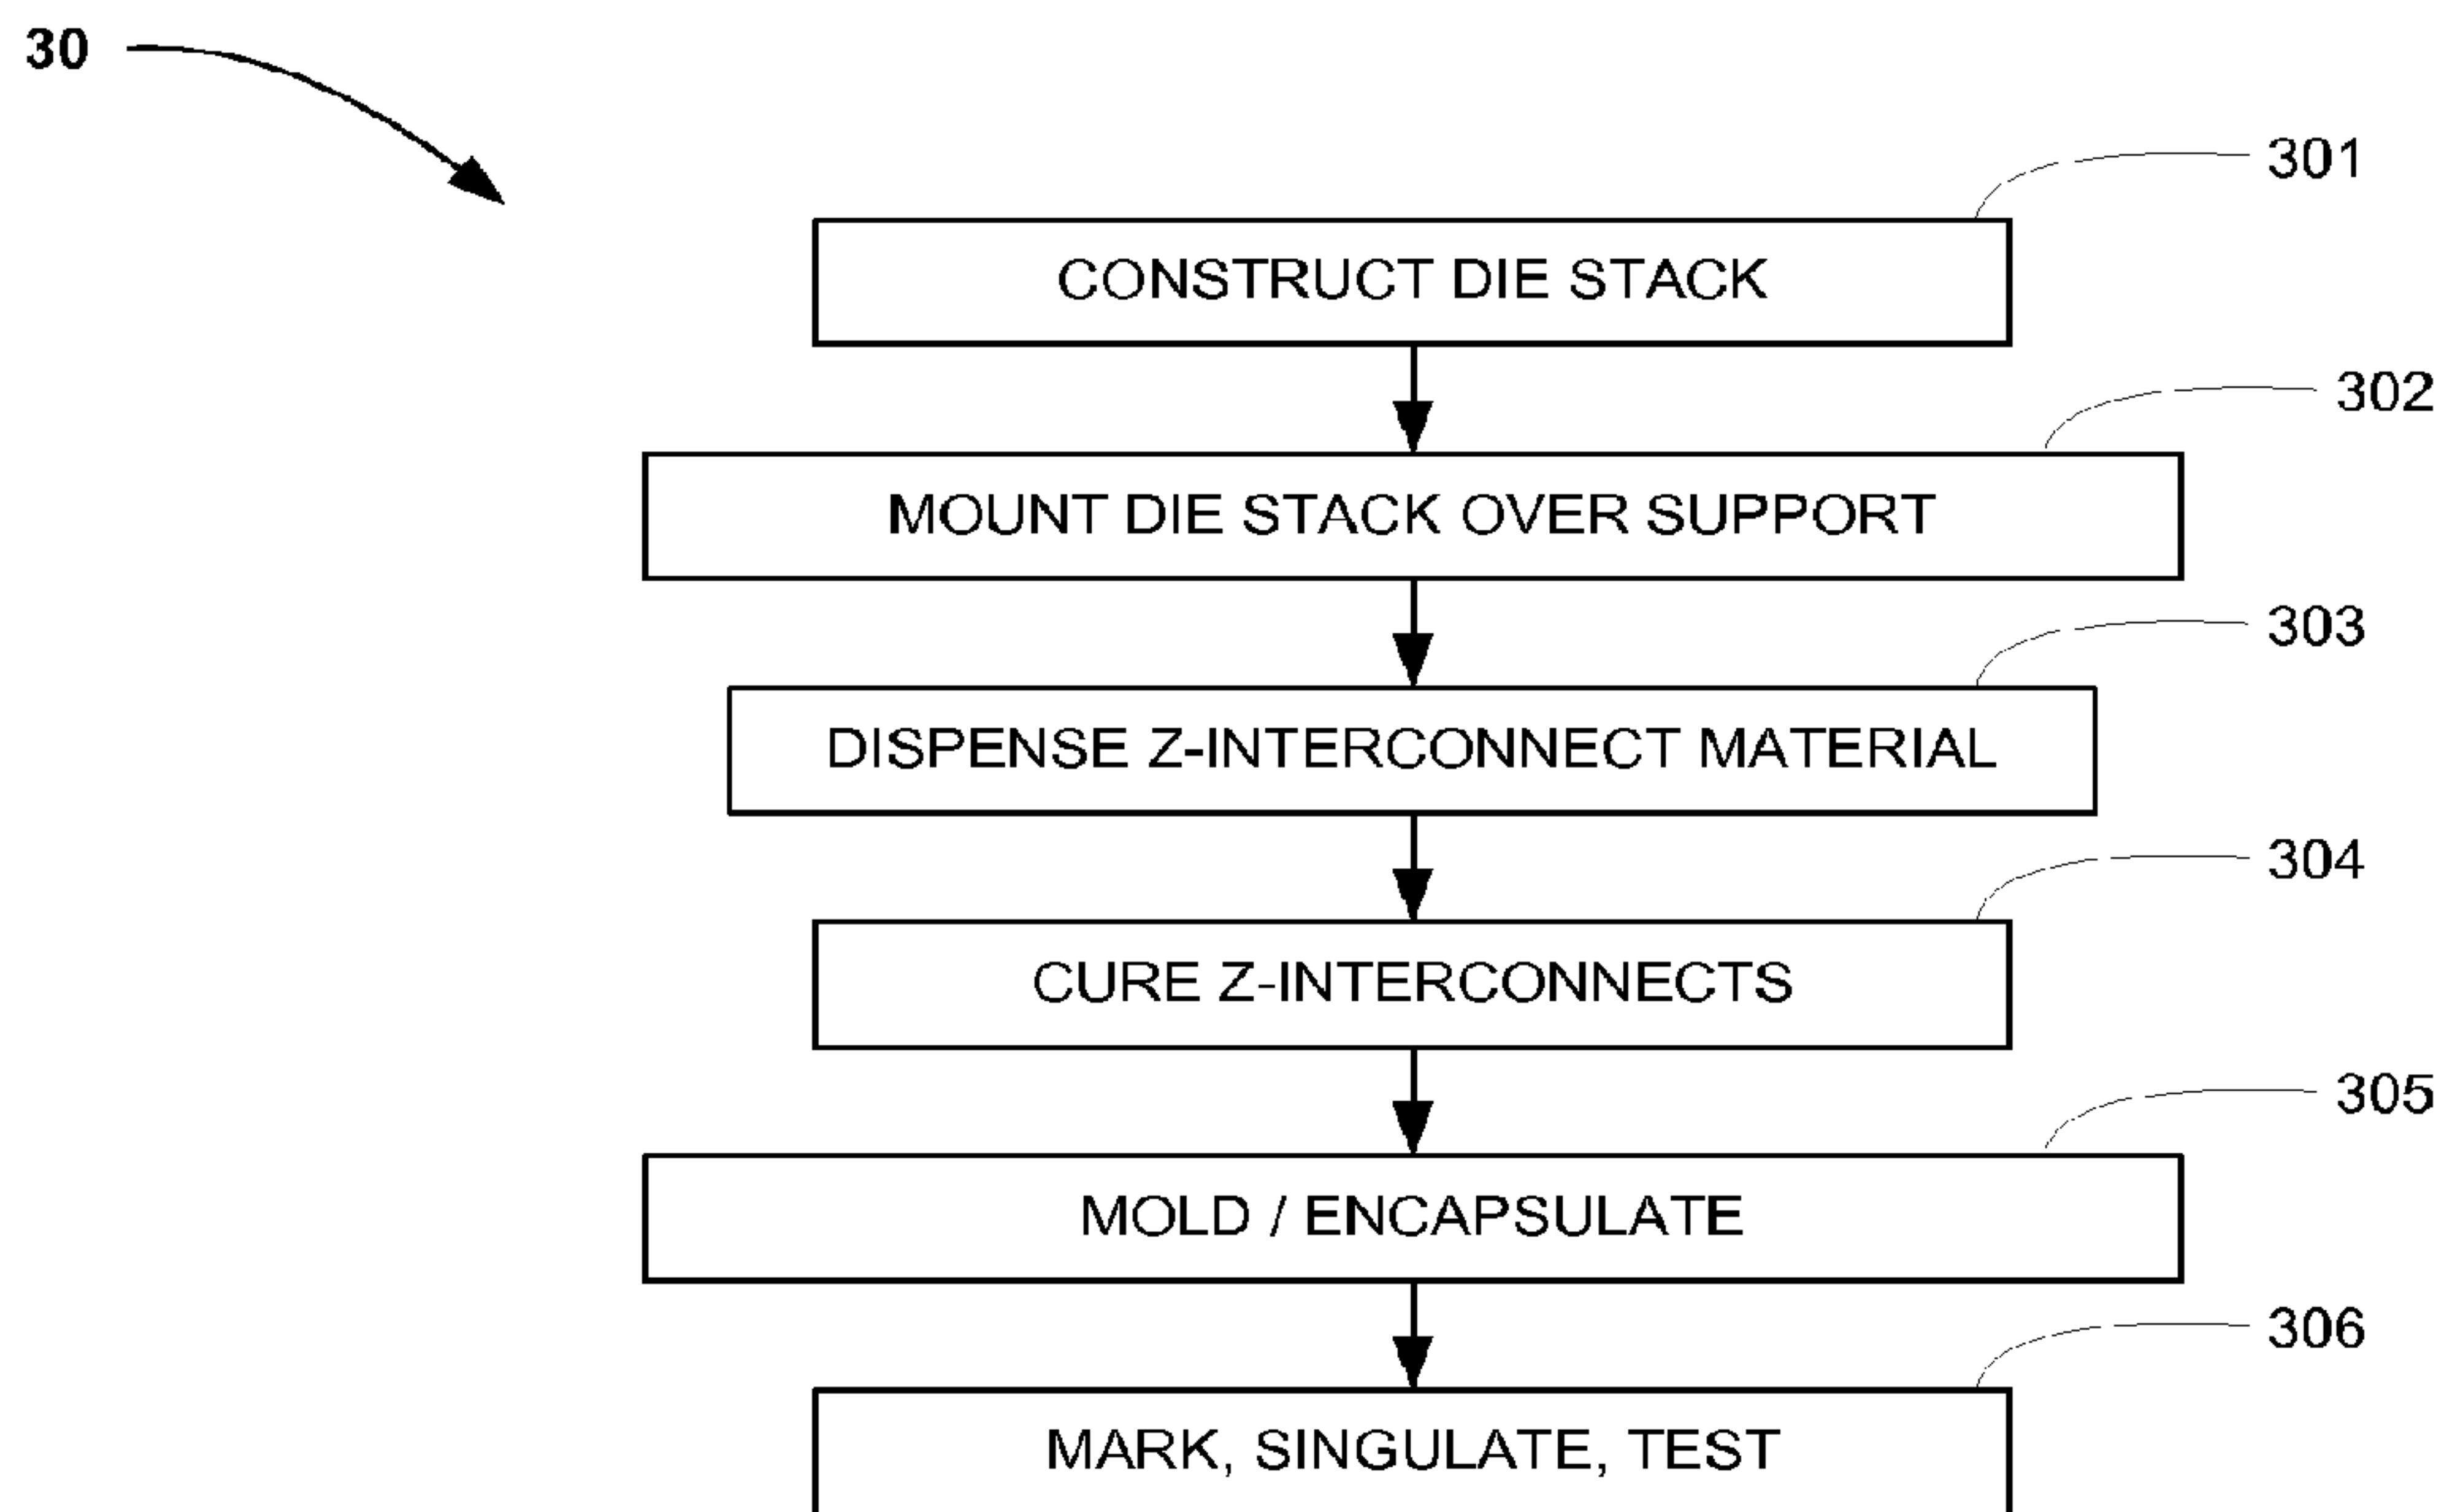 30
301
CONSTRUCT DIE STACK
302
MOUNT DIE STACK OVER SUPPORT
303
DISPENSE Z-INTERCONNECT MATERIAL
304
CURE Z-INTERCONNECTS
305
MOLD / ENCAPSULATE
306
MARK, SINGULATE, TEST